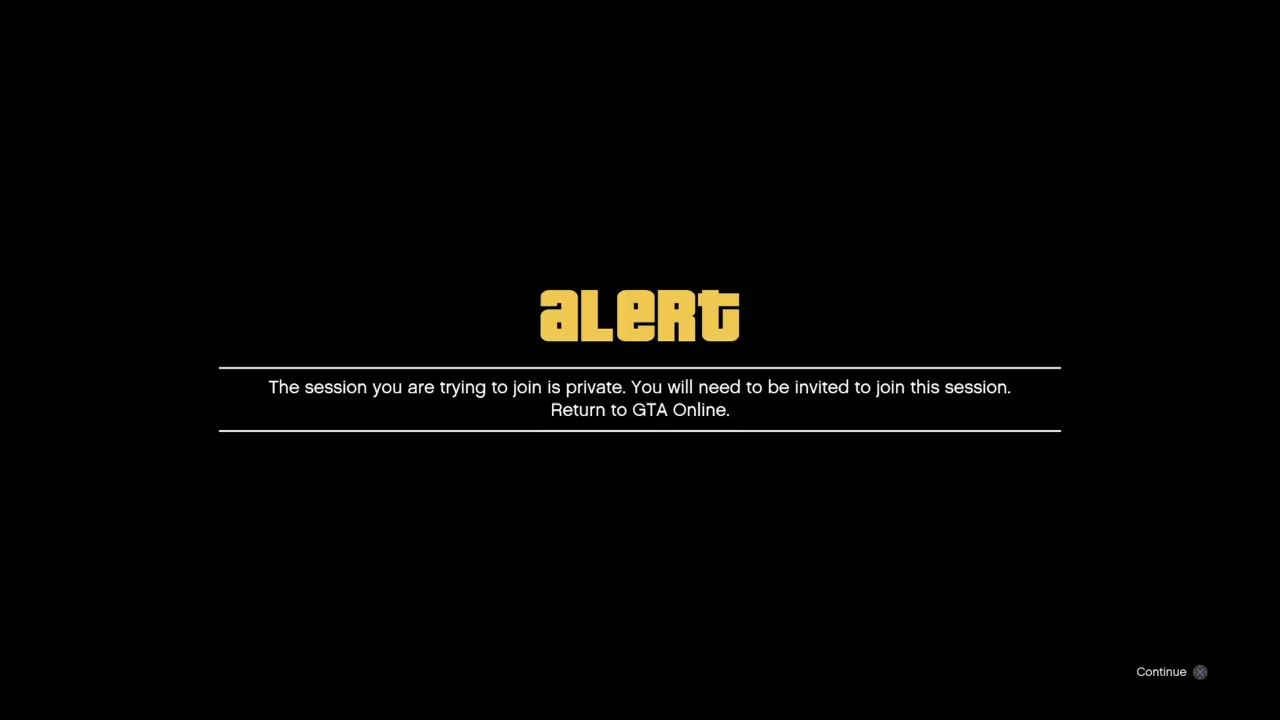 alert
The session you are trying to join is private. You will need to be invited to join this session.
Return to GTA Online.
Continue